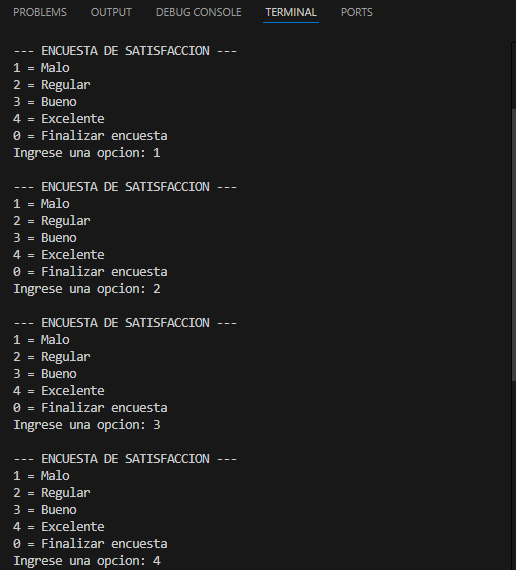 PROBLEMS OUTPUT DEBUG CONSOLE TERMINAL PORTS
--- ENCUESTA DE SATISFACCION ---
1 = Malo
2 = Regular
3 = Bueno
4 = Excelente
0 = Finalizar encuesta
Ingrese una opcion: 1
--- ENCUESTA DE SATISFACCION ---
1 = Malo
2 = Regular
3 = Bueno
4 = Excelente
0 = Finalizar encuesta
Ingrese una opcion: 2
--- ENCUESTA DE SATISFACCION ---
1 = Malo
2 = Regular
3 = Bueno
4 = Excelente
0 = Finalizar encuesta
Ingrese una opcion: 3
--- ENCUESTA DE SATISFACCION ---
1 = Malo
2 = Regular
3 = Bueno
4 = Excelente
0 = Finalizar encuesta
Ingrese una opcion: 4